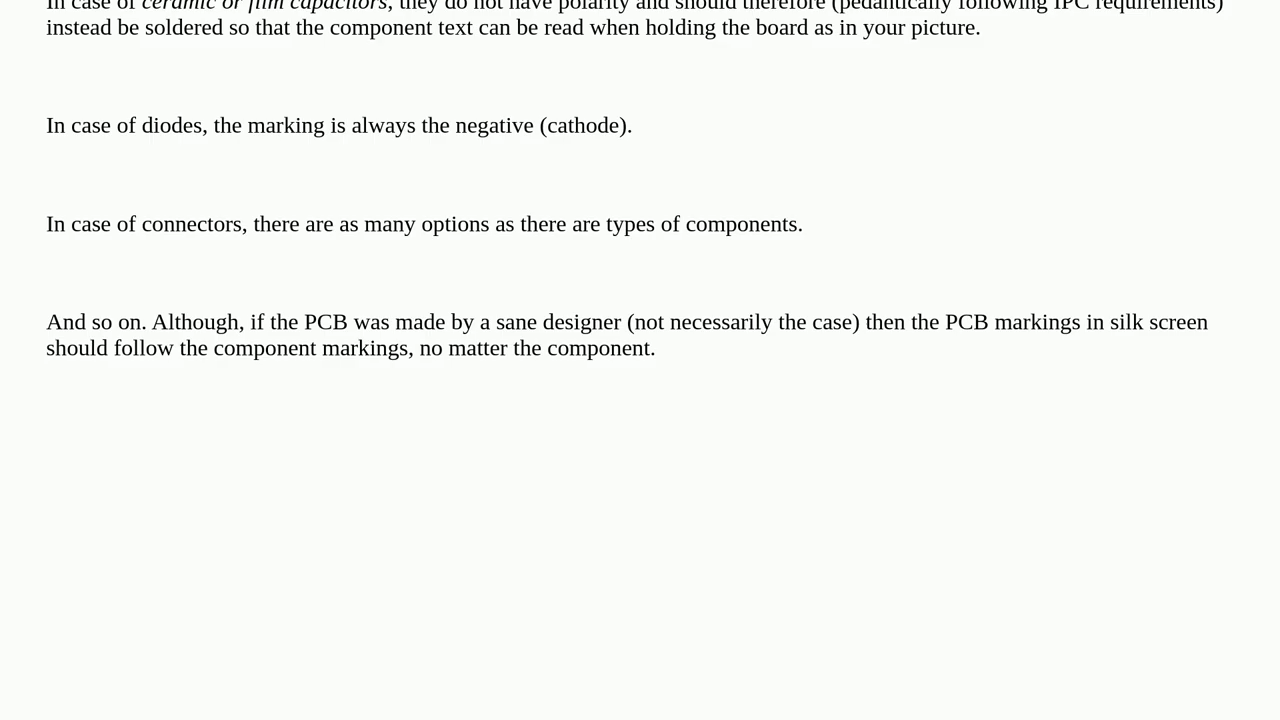 In case of ceramic or film capacitors, they do not have polarity and should therefore (pedantically following IPC requirements)
instead be soldered so that the component text can be read when holding the board as in your picture.
In case of diodes, the marking is always the negative (cathode).
In case of connectors, there are as many options as there are types of components.
And so on. Although, if the PCB was made by a sane designer (not necessarily the case) then the PCB markings in silk screen
should follow the component markings, no matter the component.